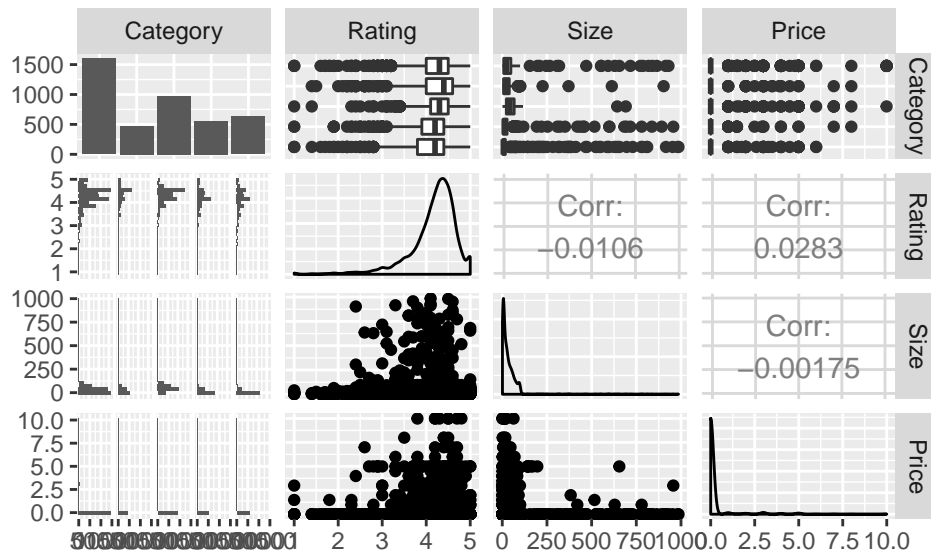 Category Rating Size Price
1500
1000
500
0
Category
5
4
3
2
1
Corr:
−0.0106
Corr:
0.0283
Rating
1000
750
500
250
0
Corr:
−0.00175
Size
10.0
7.5
5.0
2.5
0.0
Price
1 2 3 4 5 0 250 500 750 1000 0.0 2.5 5.0 7.5 10.0